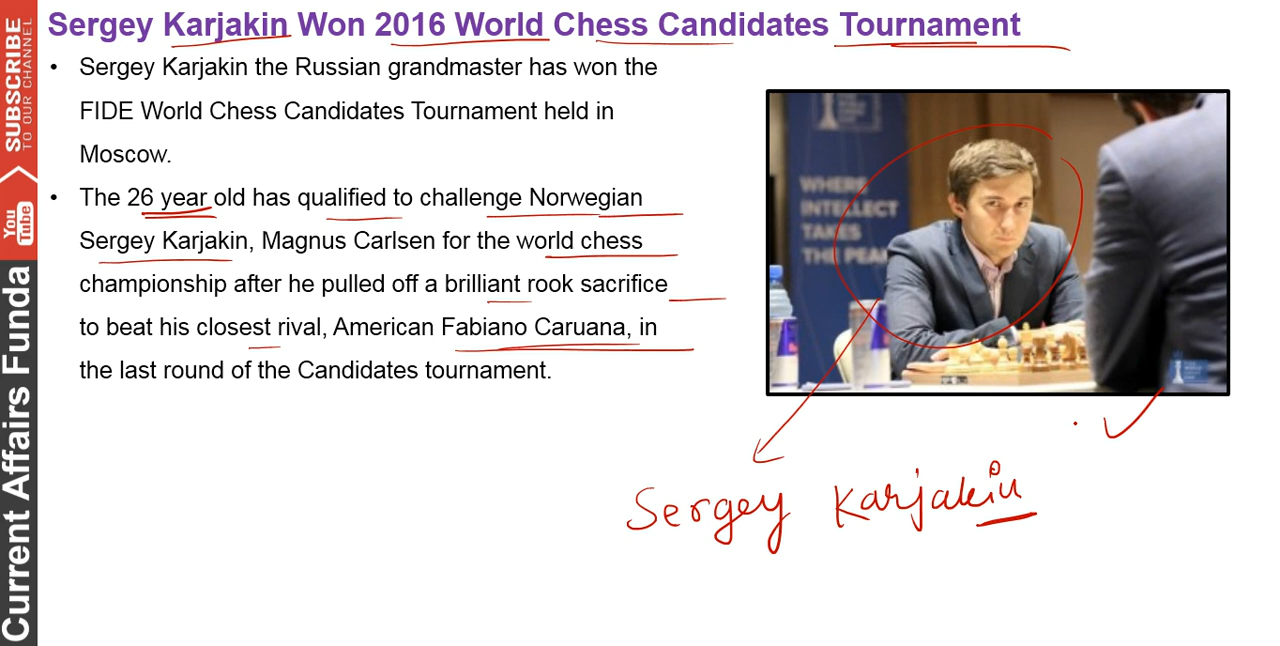 Sergey Karjakin Won 2016 World Chess Candidates Tournament
• Sergey Karjakin the Russian grandmaster has won the
FIDE World Chess Candidates Tournament held in
Moscow.
• The 26 year old has qualified to challenge Norwegian
Sergey Karjakin, Magnus Carlsen for the world chess
championship after he pulled off a brilliant rook sacrifice
to beat his closest rival, American Fabiano Caruana, in
the last round of the Candidates tournament.
WHERE
INTELLECT
TAKES
THE PEA
Sergey Karjakin
SUBSCRIBE
TO OUR CHANNEL
You
Tube
Current Affairs Funda